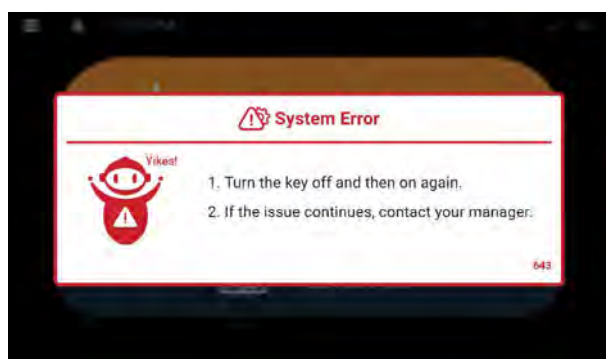 System Error
Yikes!
1. Turn the key off and then on again.
2. If the issue continues, contact your manager.
643